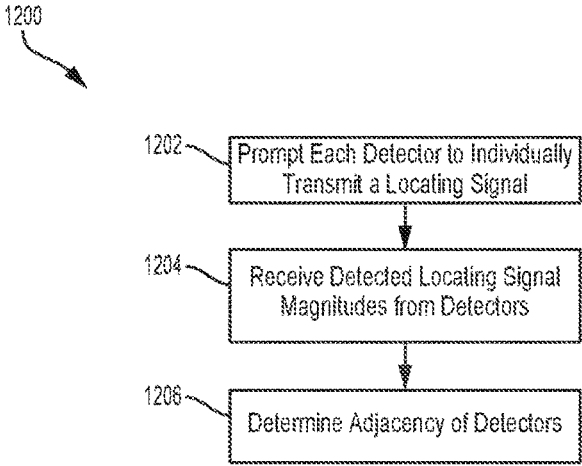 1200
1202
Prompt Each Detector to Individually
Transmit a Locating Signal
1204
Receive Detected Locating Signal
Magnitudes from Detectors
1206
Determine Adjacency of Detectors